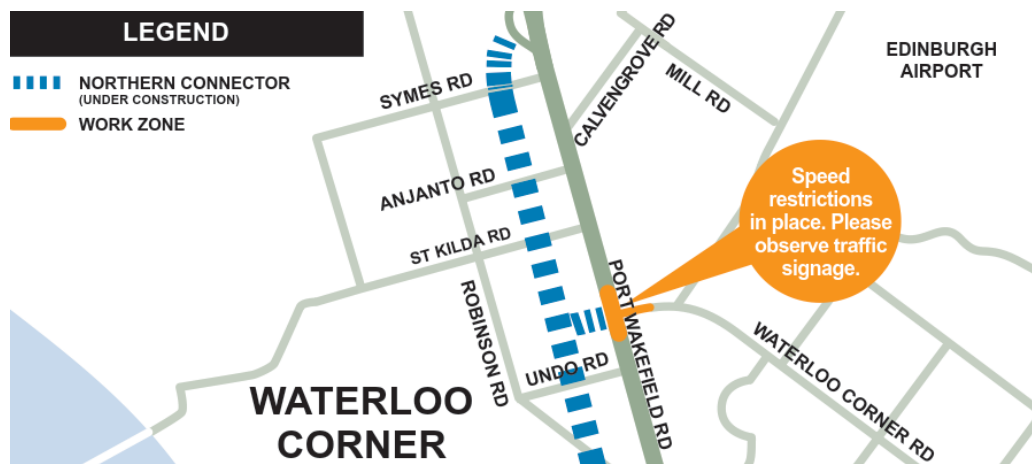 LEGEND
NORTHERN CONNECTOR
(UNDER CONSTRUCTION)
WORK ZONE
SYMES RD
CALVENGROVE RD
MILL RD
EDINBURGH
AIRPORT
ANJANTO RD
Speed
restrictions
in place. Please
observe traffic
signage.
ST KILDA RD
ROBINSON RD
PORT WAKEFIELD RD
UNDO RD
WATERLOO CORNER RD
WATERLOO
CORNER